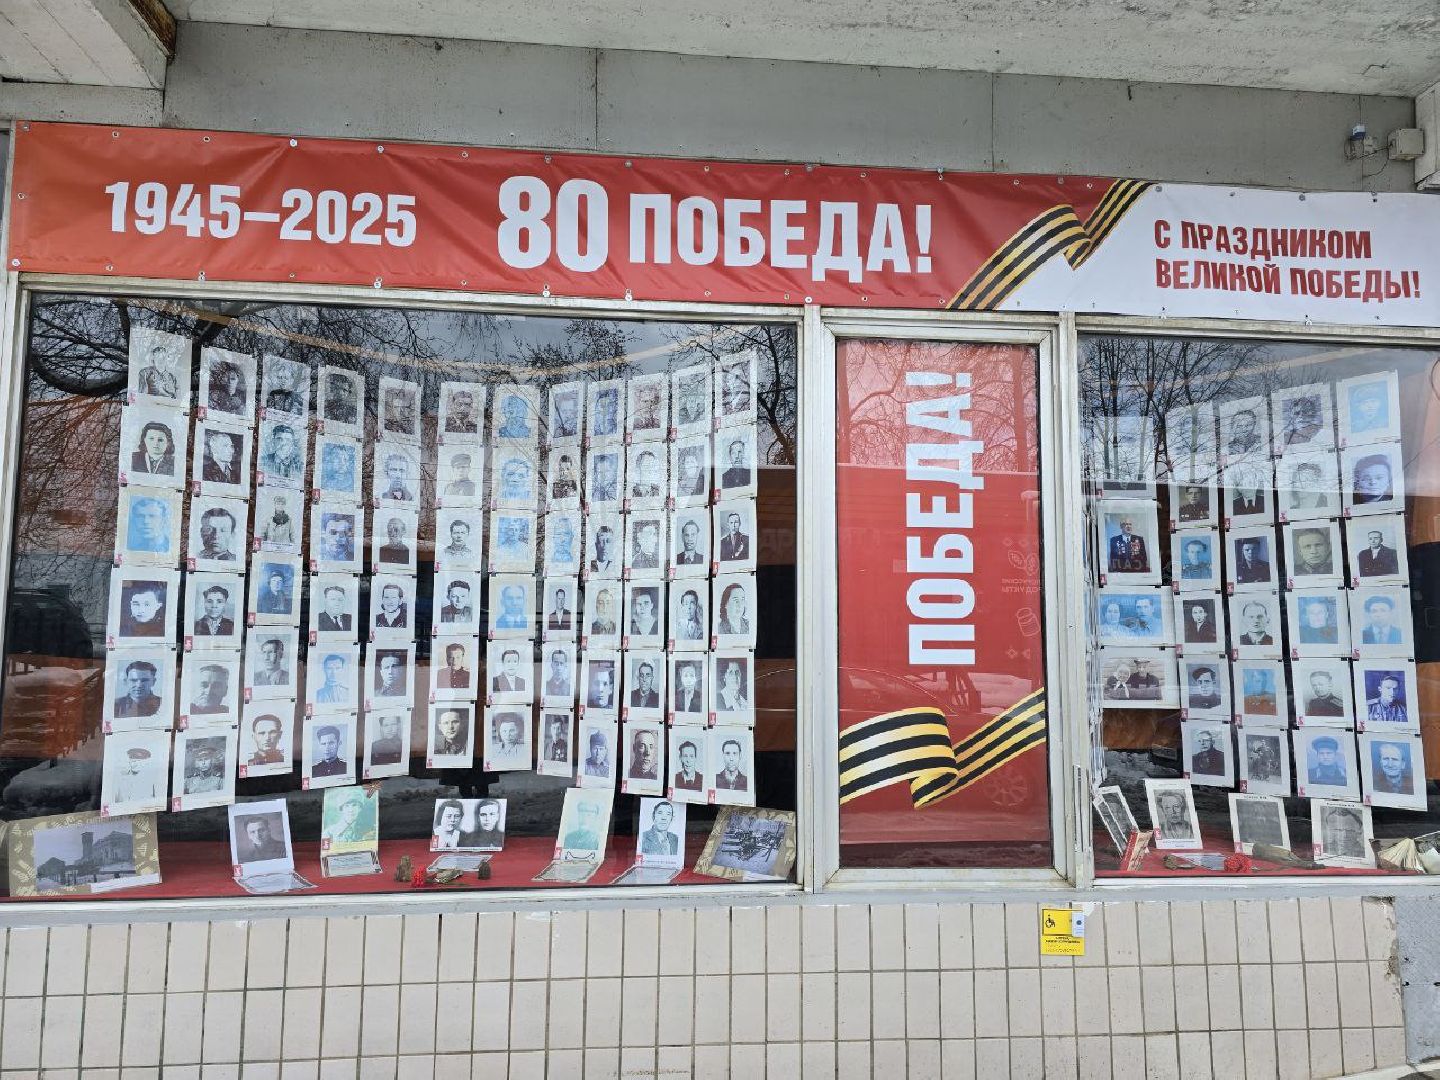 1945–2025
80 ПОБЕДА!
С ПРАЗДНИКОМ
ВЕЛИКОЙ ПОБЕДЫ!
ПОБЕДА!